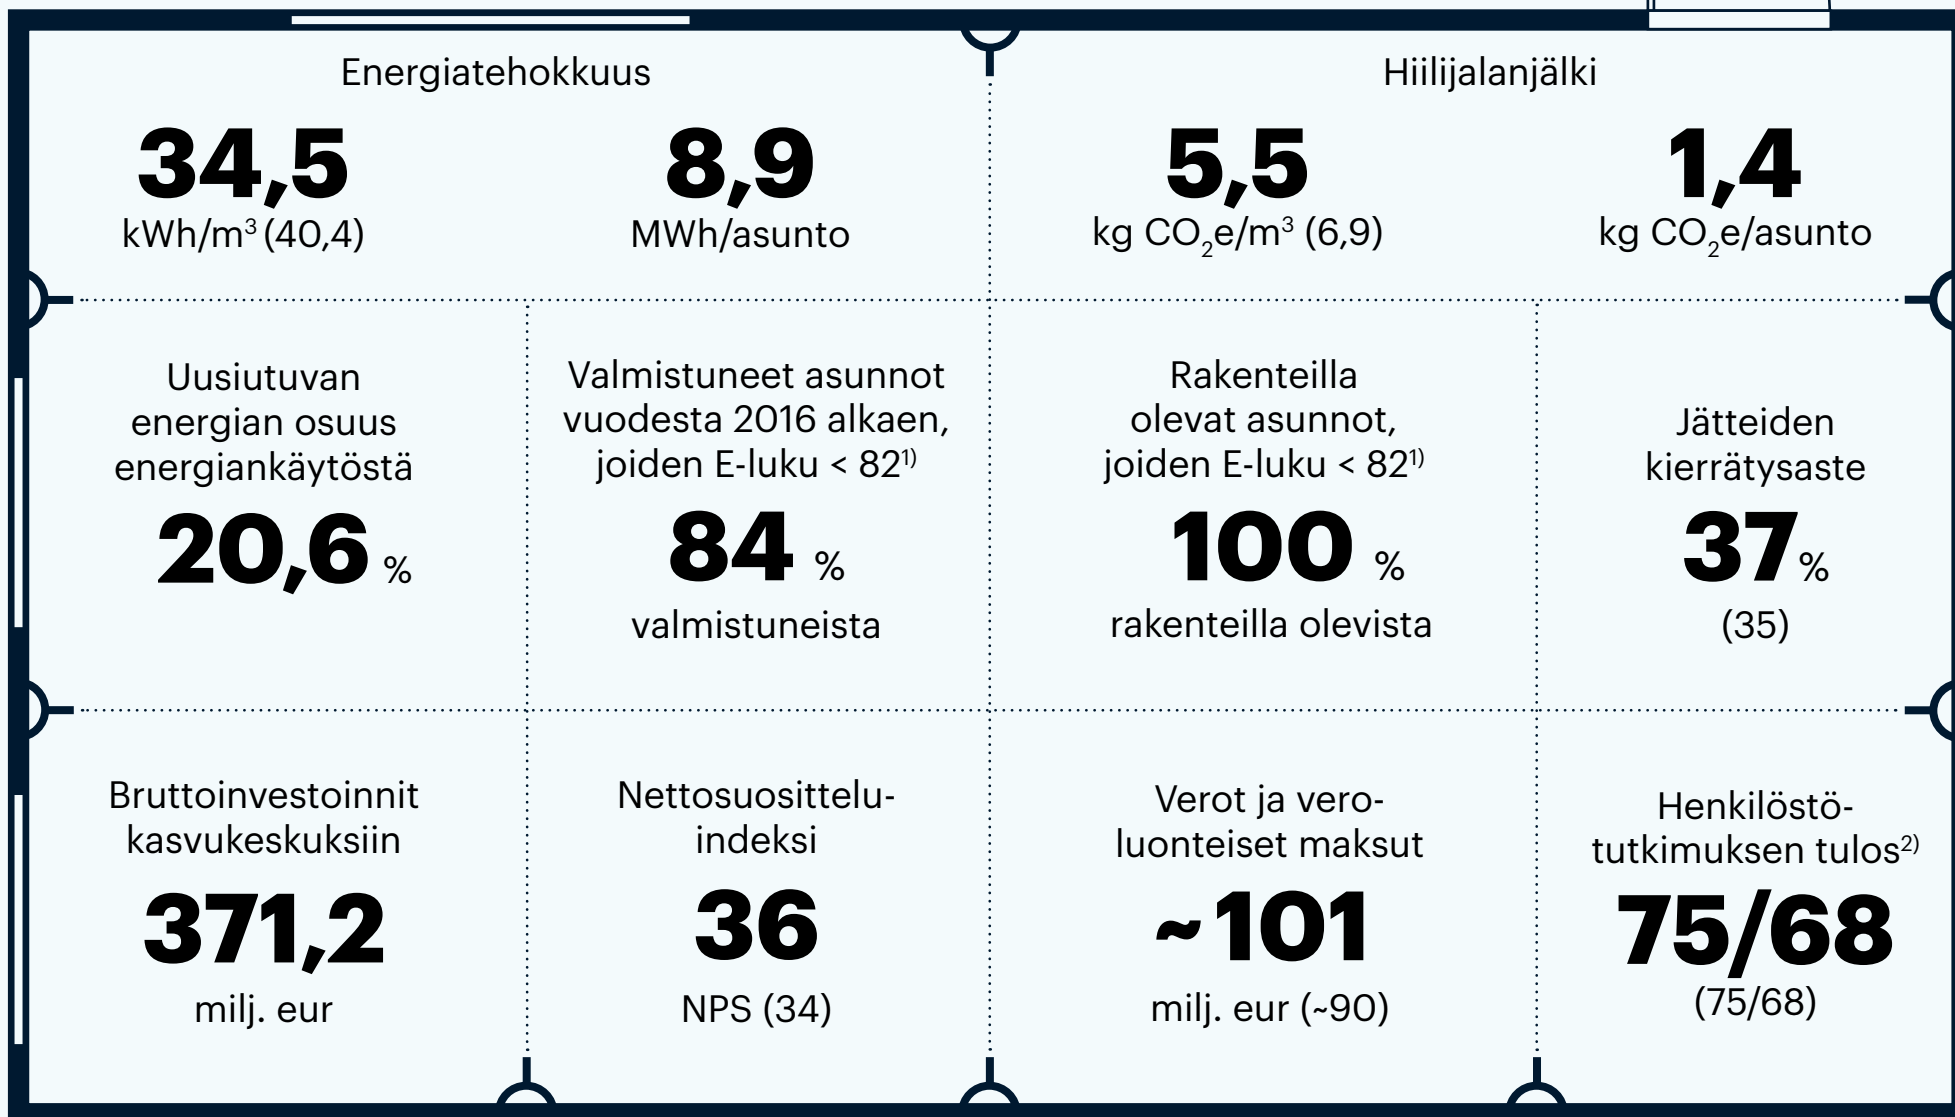 Energiatehokkuus
34,5
kWh/m³ (40,4)
8,9
MWh/asunto
Hiilijalanjälki
5,5
kg CO₂e/m³ (6,9)
1,4
kg CO₂e/asunto
Uusiutuvan
energian osuus
energiankäytöstä
20,6 %
Valmistuneet asunnot
vuodesta 2016 alkaen,
joiden E-luku < 82¹⁾
84 %
valmistuneista
Rakenteilla
olevat asunnot,
joiden E-luku < 82¹⁾
100 %
rakenteilla olevista
Jätteiden
kierrätysaste
37 %
(35)
Bruttoinvestoinnit
kasvukeskuksiin
371,2
milj. eur
Nettosuosittelu-
indeksi
36
NPS (34)
Verot ja vero-
luonteiset maksut
~101
milj. eur (~90)
Henkilöstö-
tutkimuksen tulos²⁾
75/68
(75/68)